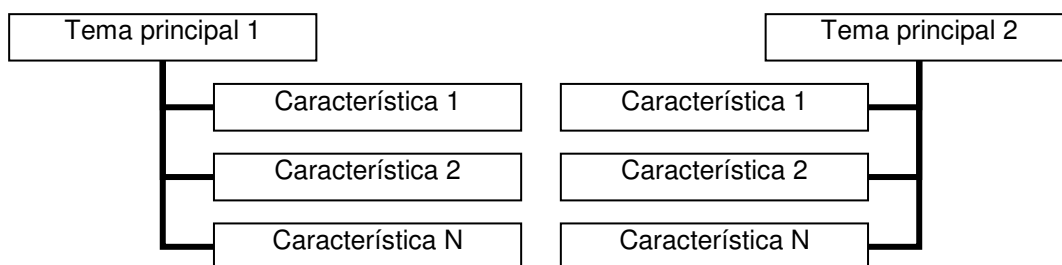 Tema principal 1
Tema principal 2
Característica 1
Característica 1
Característica 2
Característica 2
Característica N
Característica N